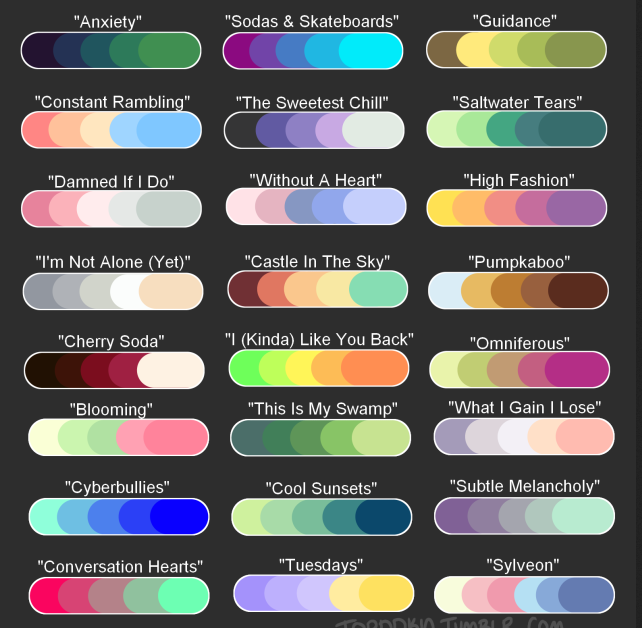 "Anxiety" "Sodas & Skateboards" "Guidance"
"Constant Rambling" "The Sweetest Chill" "Saltwater Tears"
"Damned If I Do" "Without A Heart" "High Fashion"
"I'm Not Alone (Yet)" "Castle In The Sky" "Pumpkaboo"
"Cherry Soda" "I (Kinda) Like You Back" "Omniferous"
"Blooming" "This Is My Swamp" "What I Gain I Lose"
"Cyberbullies" "Cool Sunsets" "Subtle Melancholy"
"Conversation Hearts" "Tuesdays" "Sylveon"